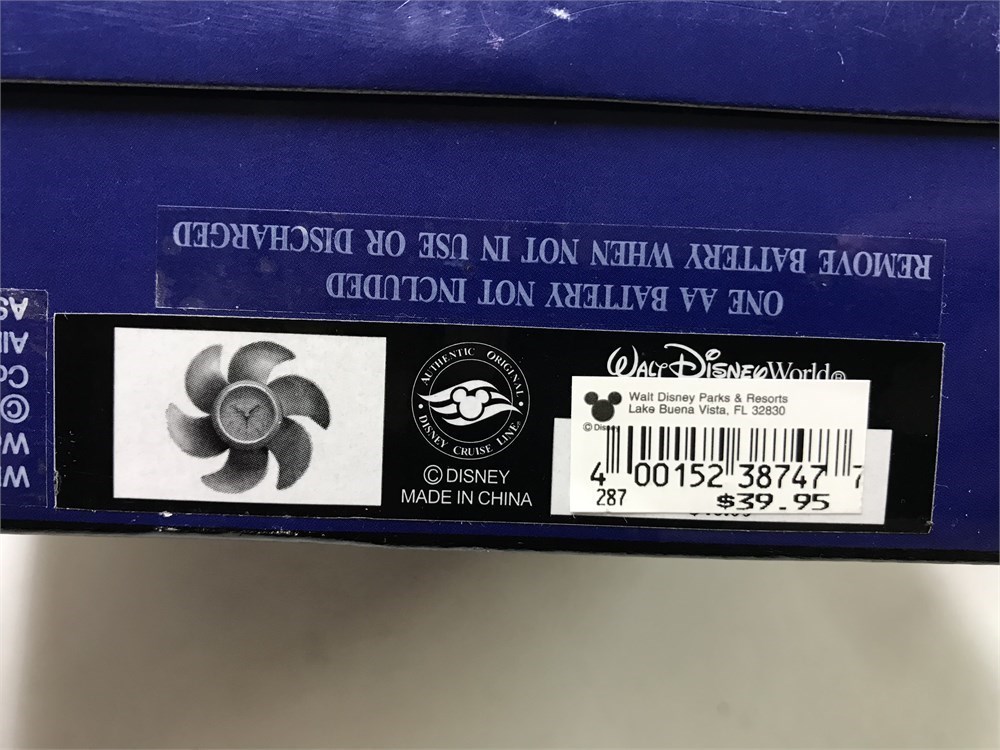 ONE AA BATTERY NOT INCLUDED
REMOVE BATTERY WHEN NOT IN USE OR DISCHARGED
AUTHENTIC ORIGINAL
DISNEY CRUISE LINE®
© DISNEY
MADE IN CHINA
Walt Disney World®
Walt Disney Parks & Resorts
Lake Buena Vista, FL 32830
4 00152 38747 7
287
$39.95